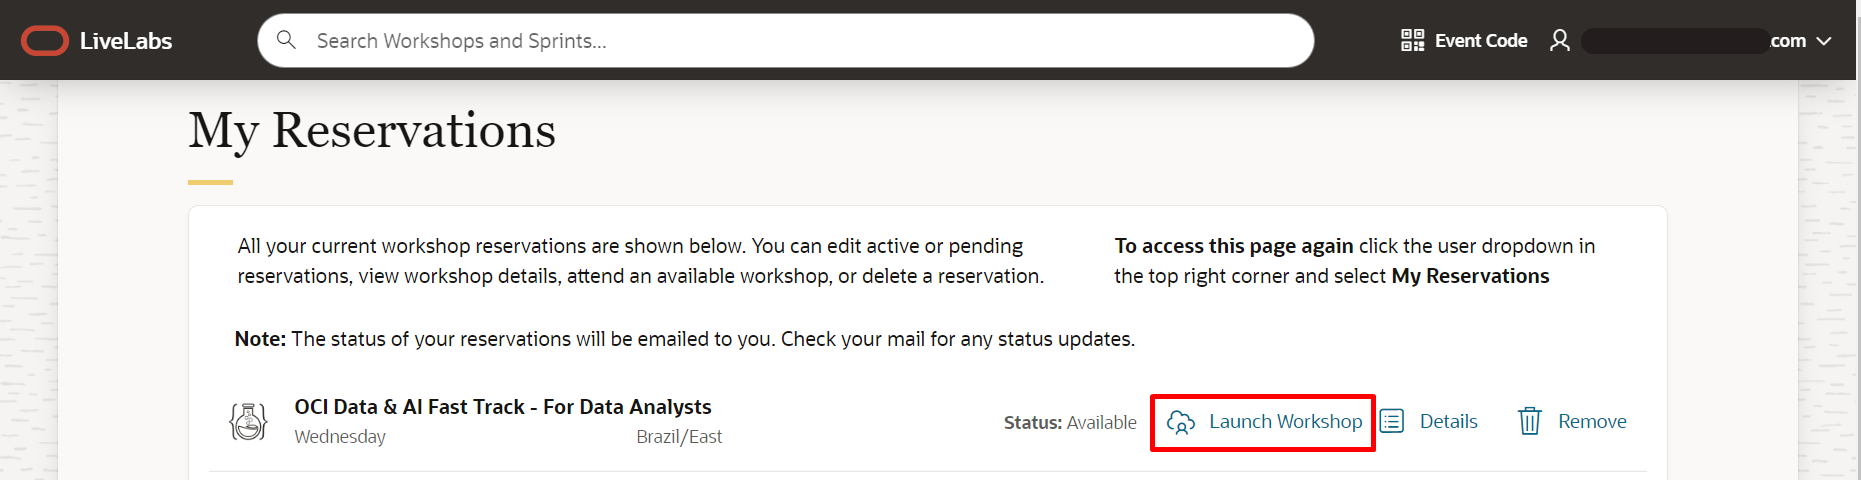 LiveLabs
Search Workshops and Sprints...
Event Code
.com
My Reservations
All your current workshop reservations are shown below. You can edit active or pending
reservations, view workshop details, attend an available workshop, or delete a reservation.
To access this page again click the user dropdown in
the top right corner and select My Reservations
Note: The status of your reservations will be emailed to you. Check your mail for any status updates.
OCI Data & AI Fast Track - For Data Analysts
Wednesday
Brazil/East
Status: Available
Launch Workshop
Details
Remove